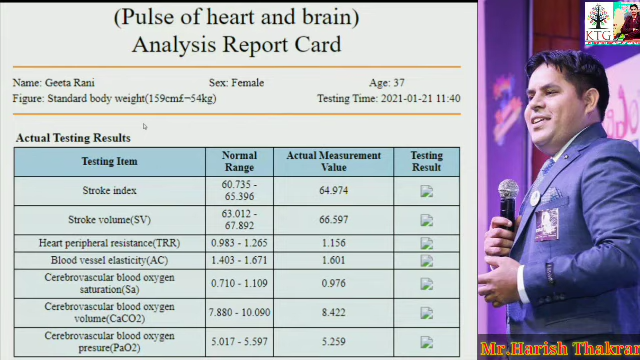 (Pulse of heart and brain)
Analysis Report Card
Name: Geeta Rani Sex: Female Age: 37
Figure: Standard body weight(159cm£¬54kg) Testing Time: 2021-01-21 11:40
Actual Testing Results
Testing Item Normal Range Actual Measurement Value Testing Result
Stroke index 60.735 - 65.396 64.974
Stroke volume(SV) 63.012 - 67.892 66.597
Heart peripheral resistance(TRR) 0.983 - 1.265 1.156
Blood vessel elasticity(AC) 1.403 - 1.671 1.601
Cerebrovascular blood oxygen saturation(Sa) 0.710 - 1.109 0.976
Cerebrovascular blood oxygen volume(CaCO2) 7.880 - 10.090 8.422
Cerebrovascular blood oxygen presure(PaO2) 5.017 - 5.597 5.259
KTG
Mr.Harish Thakran